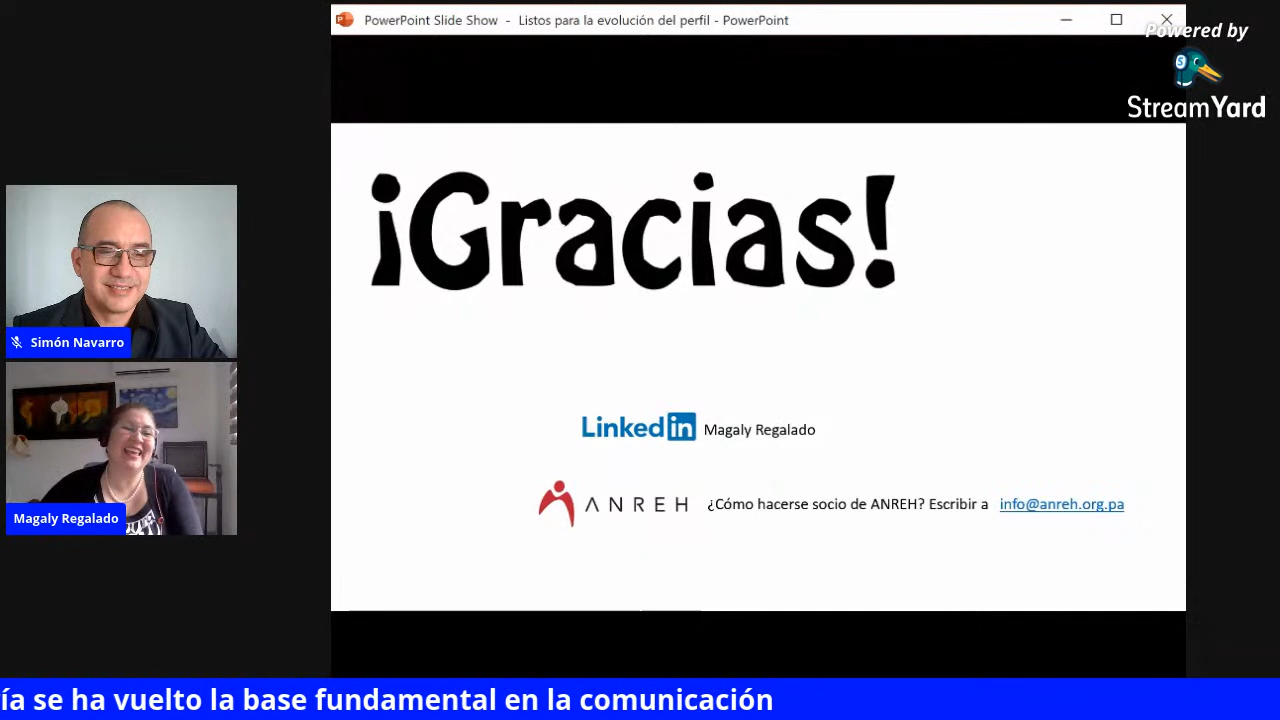 PowerPoint Slide Show - Listos para la evolución del perfil - PowerPoint
Powered by
StreamYard
¡Gracias!
Simón Navarro
LinkedIn Magaly Regalado
Magaly Regalado
ANREH ¿Cómo hacerse socio de ANREH? Escribir a info@anreh.org.pa
ía se ha vuelto la base fundamental en la comunicación